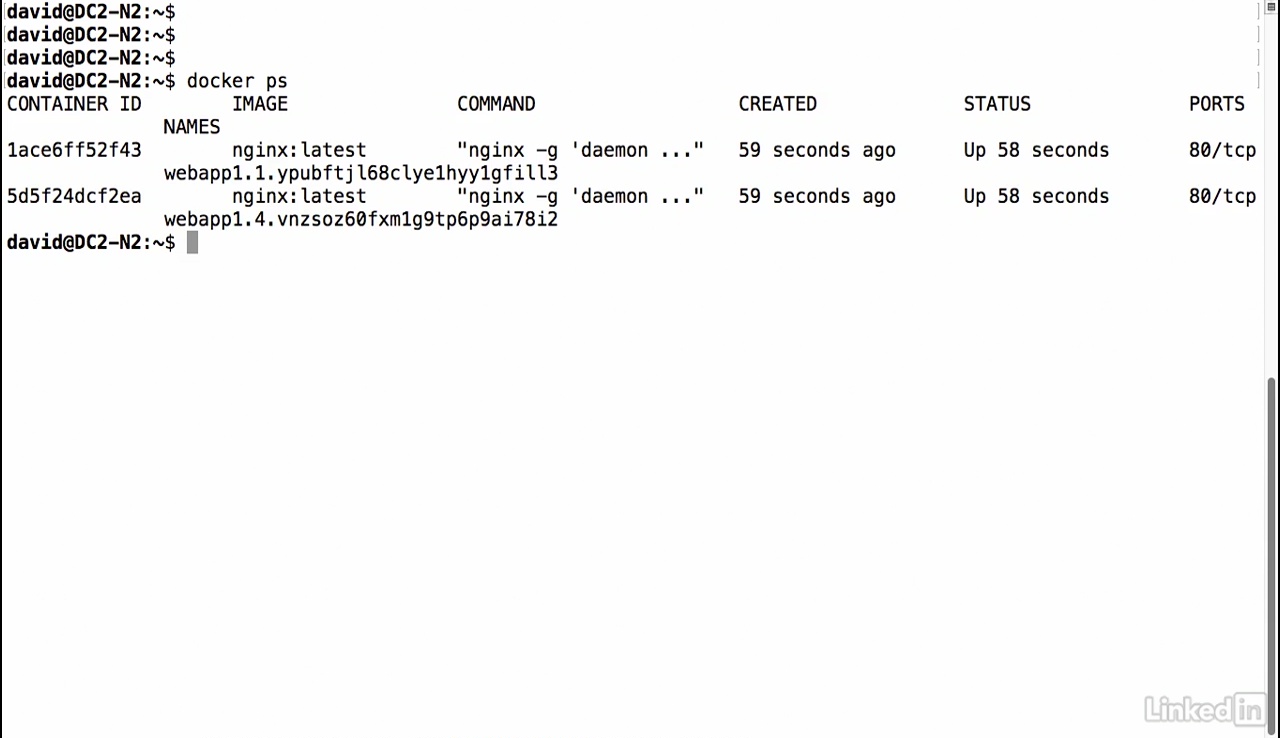 david@DC2-N2:~$
david@DC2-N2:~$
david@DC2-N2:~$
david@DC2-N2:~$ docker ps
CONTAINER ID        IMAGE               COMMAND                  CREATED             STATUS              PORTS
              NAMES
1ace6ff52f43        nginx:latest        "nginx -g 'daemon ..."   59 seconds ago      Up 58 seconds       80/tcp
              webapp1.1.ypubftjl68clye1hyy1gfill3
5d5f24dcf2ea        nginx:latest        "nginx -g 'daemon ..."   59 seconds ago      Up 58 seconds       80/tcp
              webapp1.4.vnzsoz60fxm1g9tp6p9ai78i2
david@DC2-N2:~$
Linked in